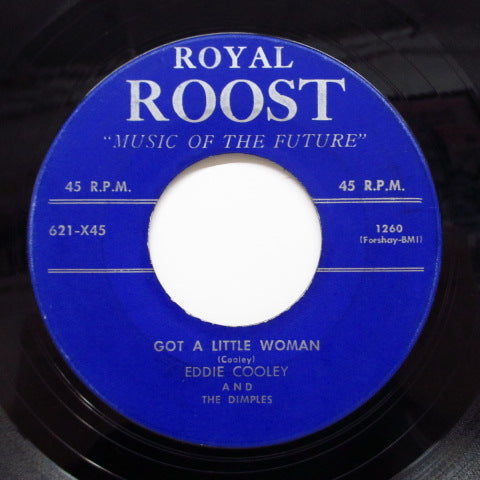 ROYAL
ROOST
"MUSIC OF THE FUTURE"
45 R.P.M. 45 R.P.M.
621-X45 1260
(Forshay-BMI)
GOT A LITTLE WOMAN
(Cooley)
EDDIE COOLEY
AND
THE DIMPLES